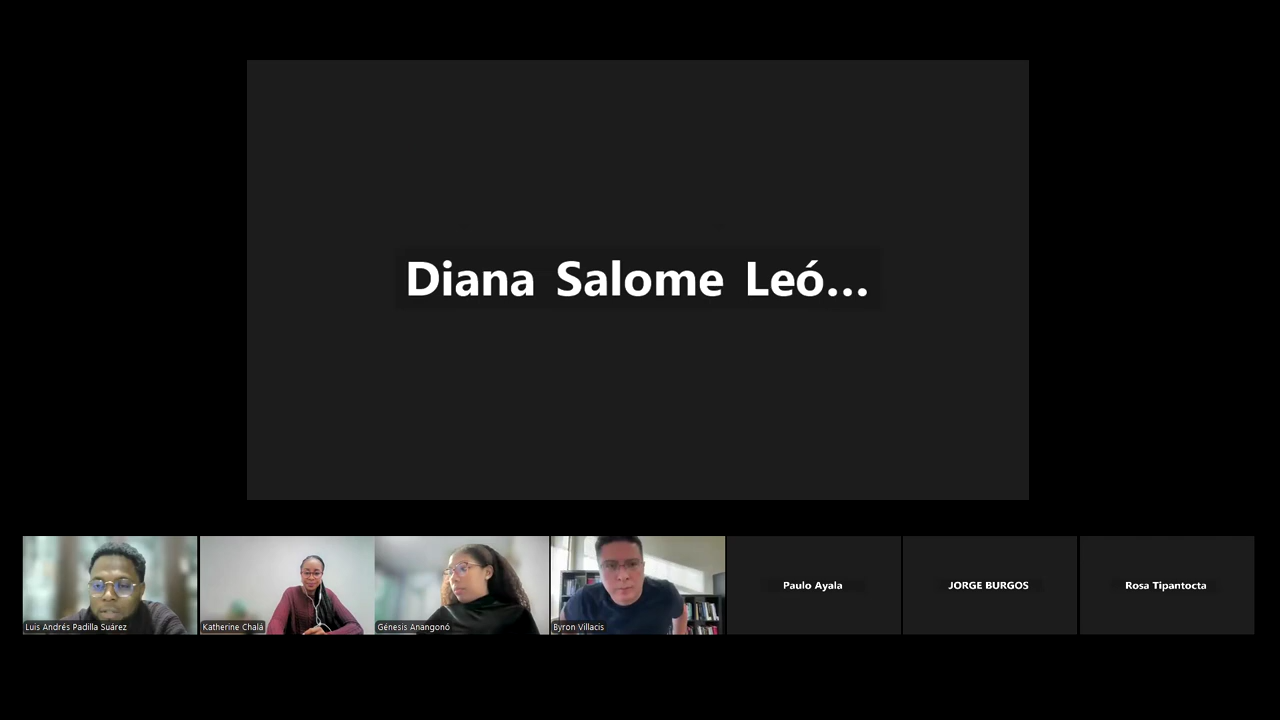 Diana Salome Leó...
Luis Andrés Padilla Suárez
Katherine Chalá
Génesis Anangonó
Byron Villacis
Paulo Ayala
JORGE BURGOS
Rosa Tipantocta